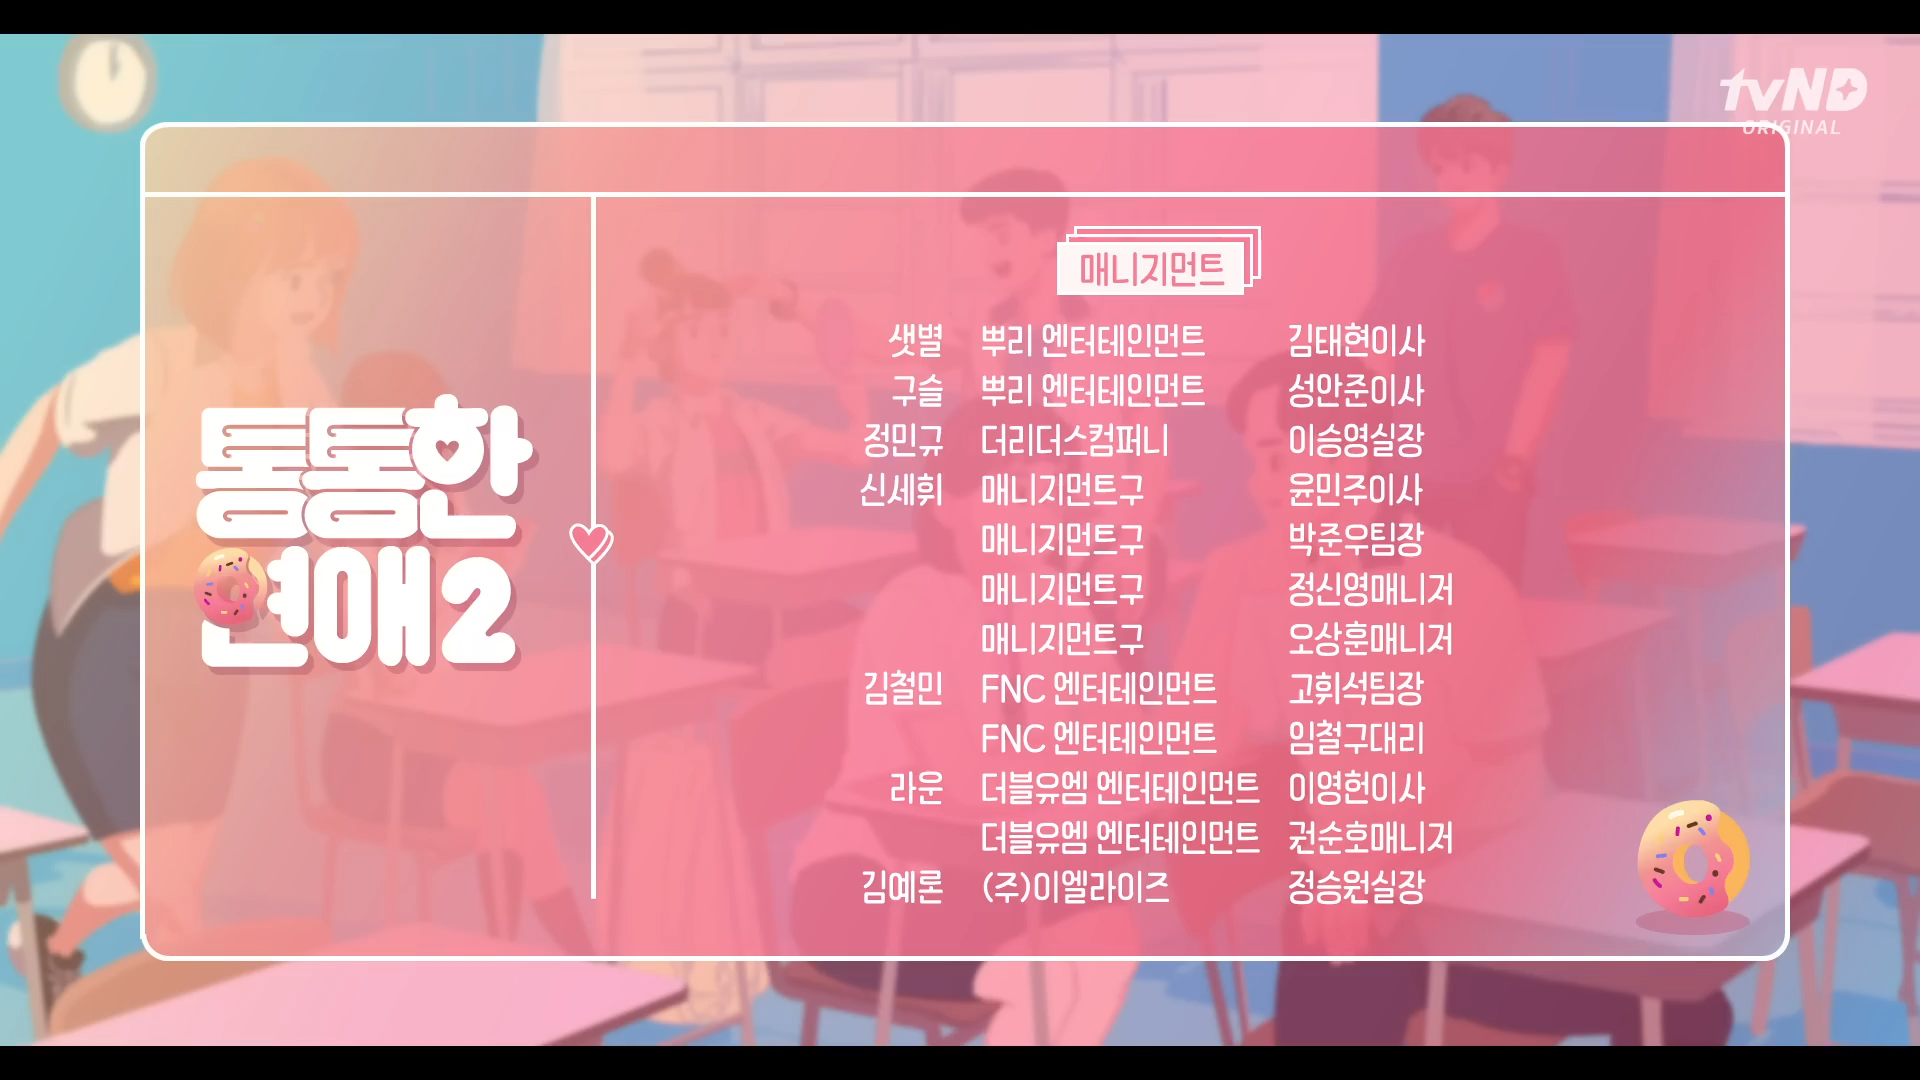 tvND
ORIGINAL
통통한
연애2
매니지먼트
샛별 뿌리 엔터테인먼트 김태현이사
구슬 뿌리 엔터테인먼트 성안준이사
정민규 더리더스컴퍼니 이승영실장
신세휘 매니지먼트구 윤민주이사
매니지먼트구 박준우팀장
매니지먼트구 정신영매니저
매니지먼트구 오상훈매니저
김철민 FNC 엔터테인먼트 고휘석팀장
FNC 엔터테인먼트 임철구대리
라운 더블유엠 엔터테인먼트 이영헌이사
더블유엠 엔터테인먼트 권순호매니저
김예론 (주)이엘라이즈 정승원실장